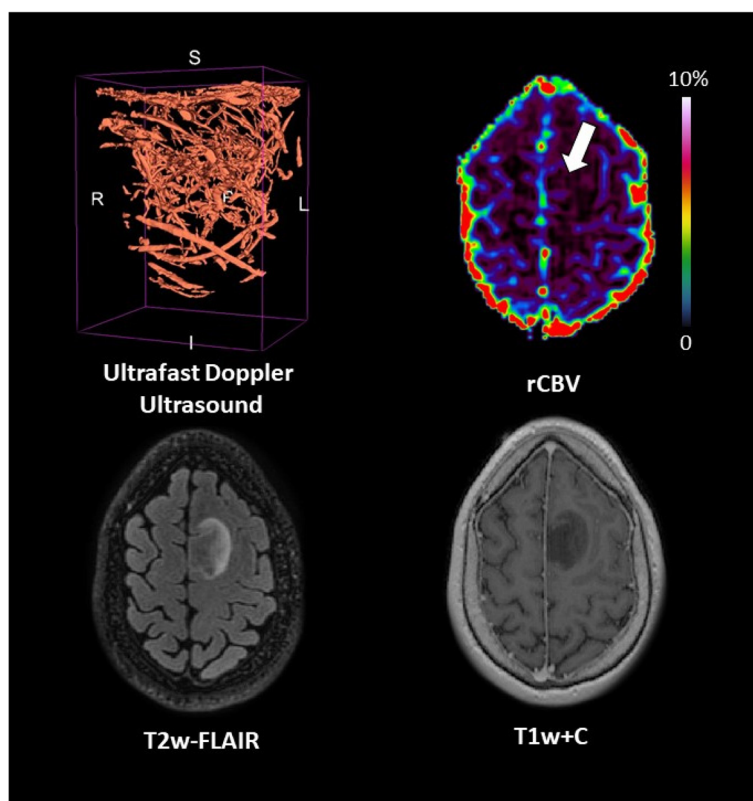 S
10%
R
F
L
I
0
Ultrafast Doppler
Ultrasound
rCBV
T2w-FLAIR
T1w+C